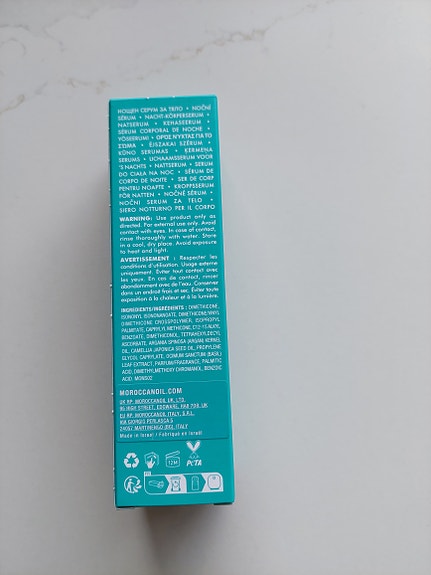 НОЩЕН СЕРУМ ЗА ТЯЛО • NOČNÍ
SÉRUM • NACHT-KÖRPERSERUM •
NATSERUM • KEHASEERUM •
SÉRUM CORPORAL DE NOCHE •
YÖSEERUMI • ΟΡΟΣ ΝΥΚΤΑΣ ΓΙΑ ΤΟ
ΣΩΜΑ • ÉJSZAKAI SZÉRUM •
KŪNO SERUMAS • ĶERMEŅA
SERUMS • LICHAAMSSERUM VOOR
'S NACHTS • NATTSERUM • SERUM
DO CIAŁA NA NOC • SÉRUM DE
CORPO DE NOITE • SER DE CORP
PENTRU NOAPTE • KROPPSSERUM
FÖR NATTEN • NOČNÉ SÉRUM •
NOČNI SERUM ZA TELO •
SIERO NOTTURNO PER IL CORPO
WARNING: Use product only as
directed. For external use only. Avoid
contact with eyes. In case of contact,
rinse thoroughly with water. Store
in a cool, dry place. Avoid exposure
to heat and light.
AVERTISSEMENT : Respecter les
conditions d'utilisation. Usage externe
uniquement. Éviter tout contact avec
les yeux. En cas de contact, rincer
abondamment avec de l'eau. Conserver
dans un endroit frais et sec. Éviter toute
exposition à la chaleur et à la lumière.
INGREDIENTS/INGRÉDIENTS: DIMETHICONE,
ISONONYL ISONONANOATE, DIMETHICONE/VINYL
DIMETHICONE CROSSPOLYMER, ISOPROPYL
PALMITATE, CAPRYLYL METHICONE, C12-15 ALKYL
BENZOATE, DIMETHICONOL, TETRAHEXYLDECYL
ASCORBATE, ARGANIA SPINOSA (ARGAN) KERNEL
OIL, CAMELLIA JAPONICA SEED OIL, PROPYLENE
GLYCOL CAPRYLATE, OCIMUM SANCTUM (BASIL)
LEAF EXTRACT, PARFUM/FRAGRANCE, PALMITIC
ACID, DIMETHYLMETHOXY CHROMANOL, BENZOIC
ACID.
MOROCCANOIL.COM
UK RP: MOROCCANOIL UK, LTD.
95 HIGH STREET, EDGWARE, HA8 7DB, UK
EU RP: MOROCCANOIL ITALY, S.R.L.
VIA GIORGIO PERLASCA 5
24057 MARTINENGO (BG), ITALY
Made in Israel / Fabriqué en Israël
12M
PETA